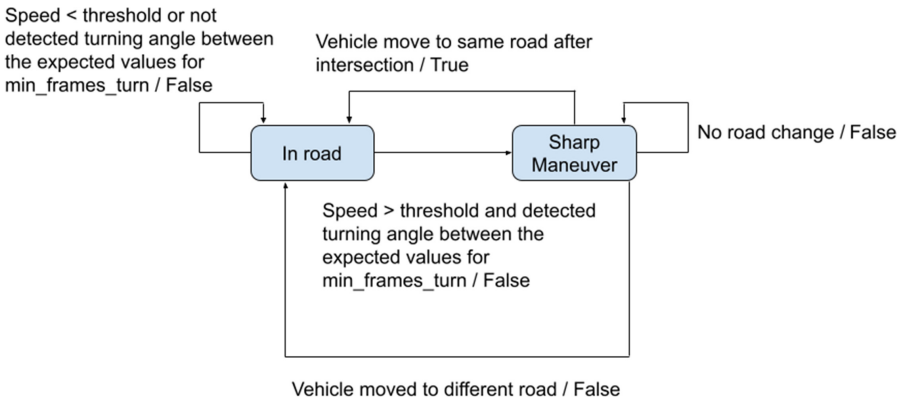 Speed < threshold or not
detected turning angle between
the expected values for
min_frames_turn / False
Vehicle move to same road after
intersection / True
In road
Sharp
Maneuver
No road change / False
Speed > threshold and detected
turning angle between the
expected values for
min_frames_turn / False
Vehicle moved to different road / False